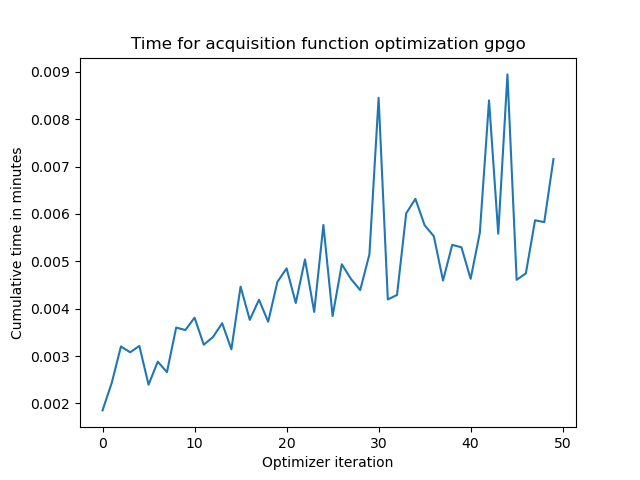 Time for acquisition function optimization gpgo
0.009
0.008
0.007
0.006
0.005
0.004
0.003
0.002
Cumulative time in minutes
0 10 20 30 40 50
Optimizer iteration